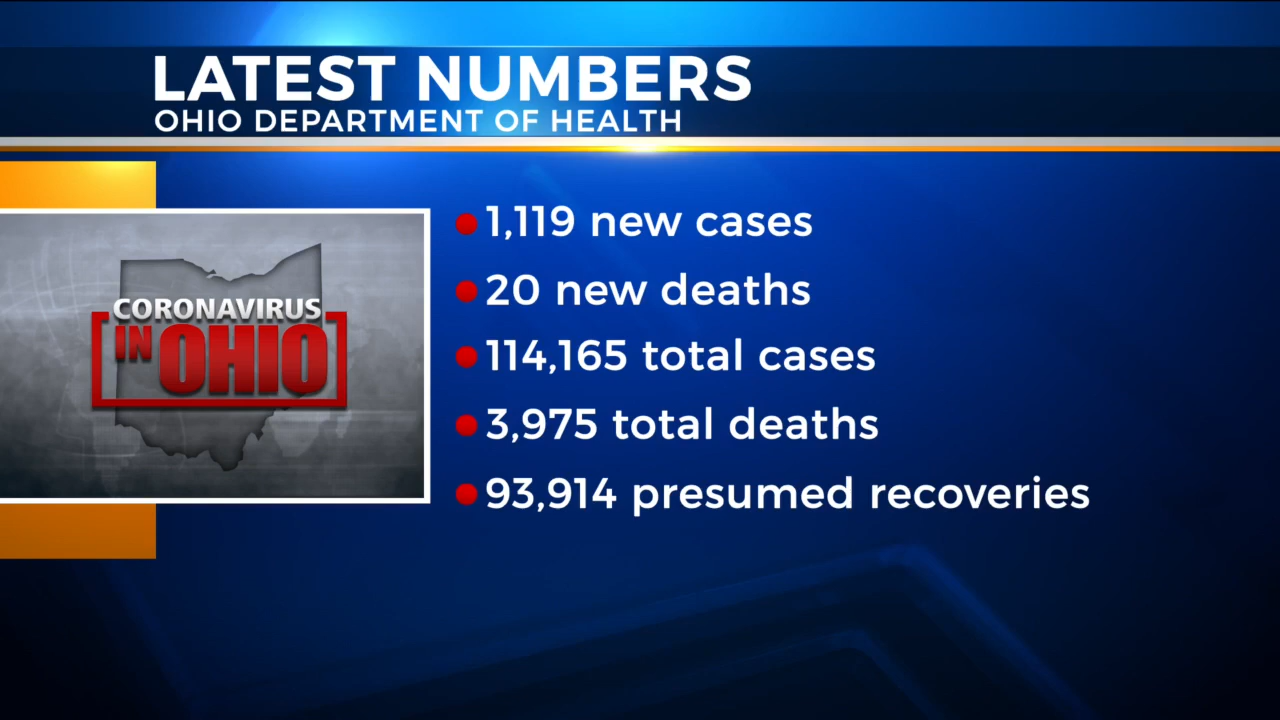 LATEST NUMBERS
OHIO DEPARTMENT OF HEALTH
CORONAVIRUS
IN OHIO
1,119 new cases
20 new deaths
114,165 total cases
3,975 total deaths
93,914 presumed recoveries